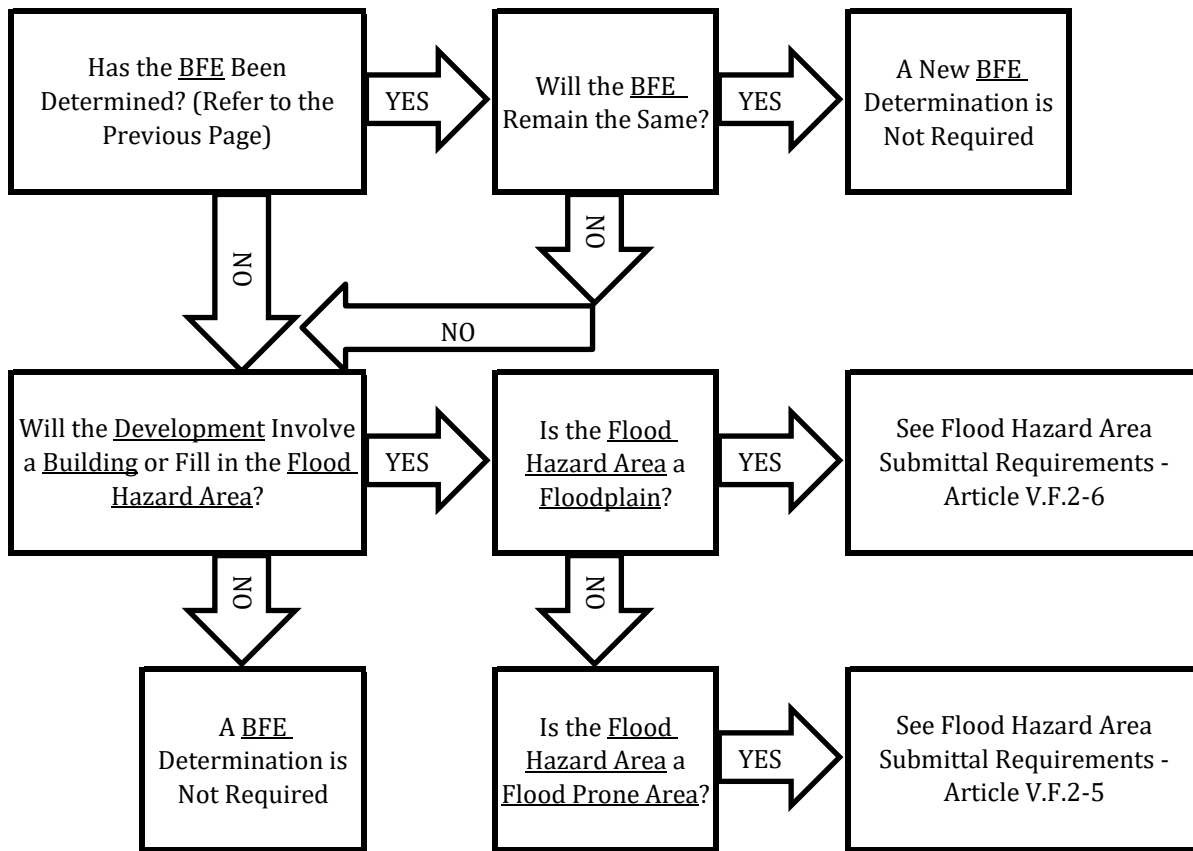 Has the BFE Been
Determined? (Refer to the
Previous Page)
YES
Will the BFE
Remain the Same?
YES
A New BFE
Determination is
Not Required
NO
NO
NO
Will the Development Involve
a Building or Fill in the Flood
Hazard Area?
YES
Is the Flood
Hazard Area a
Floodplain?
YES
See Flood Hazard Area
Submittal Requirements -
Article V.F.2-6
NO
NO
A BFE
Determination is
Not Required
Is the Flood
Hazard Area a
Flood Prone Area?
YES
See Flood Hazard Area
Submittal Requirements -
Article V.F.2-5